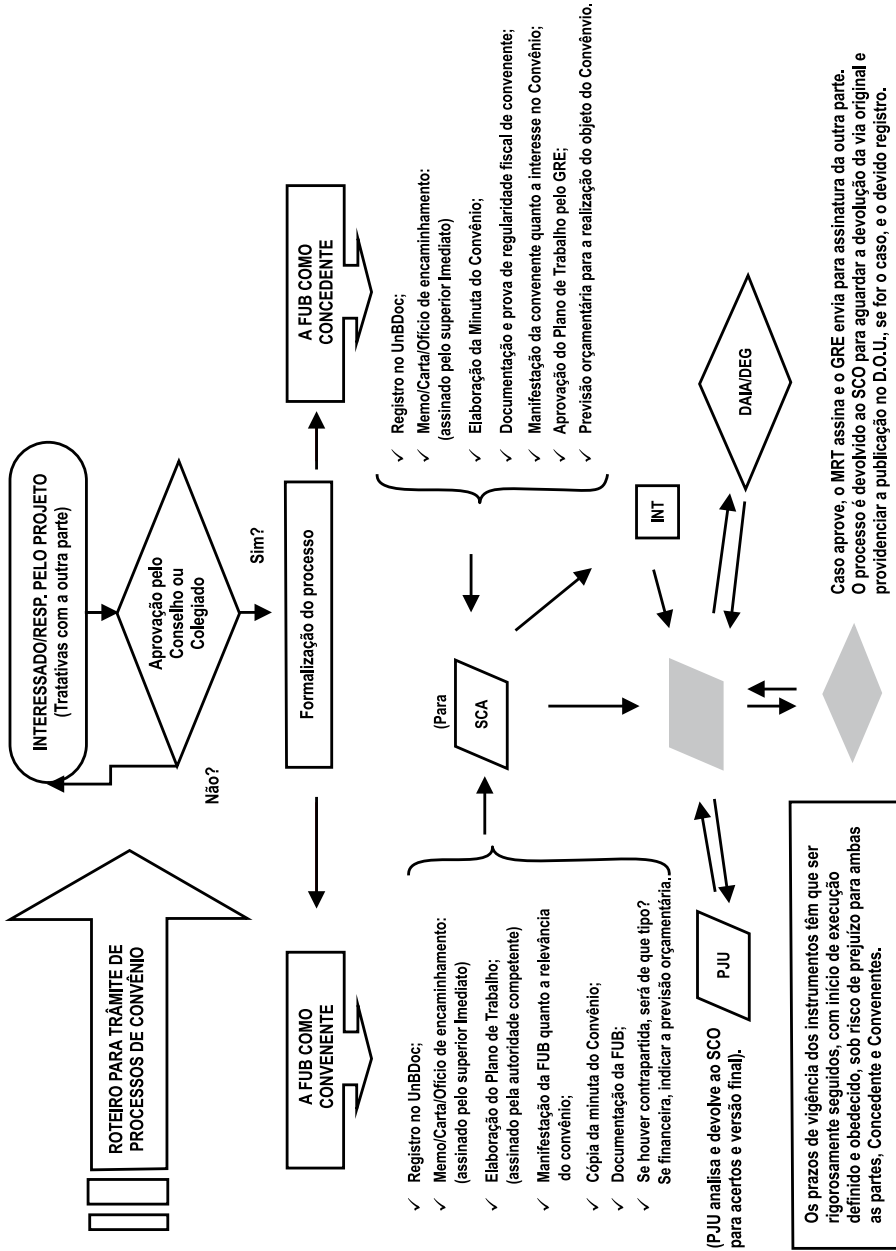 ROTEIRO PARA TRÂMITE DE
PROCESSOS DE CONVÊNIO
INTERESSADO/RESP. PELO PROJETO
(Tratativas com a outra parte)
Aprovação pelo
Conselho ou
Colegiado
Não?
Sim?
Formalização do processo
A FUB COMO
CONVENENTE
✓ Registro no UnBDoc;
✓ Memo/Carta/Ofício de encaminhamento:
(assinado pelo superior Imediato)
✓ Elaboração do Plano de Trabalho;
(assinado pela autoridade competente)
✓ Manifestação da FUB quanto a relevância
do convênio;
✓ Cópia da minuta do Convênio;
✓ Documentação da FUB;
✓ Se houver contrapartida, será de que tipo?
Se financeira, indicar a previsão orçamentária.
A FUB COMO
CONCEDENTE
✓ Registro no UnBDoc;
✓ Memo/Carta/Ofício de encaminhamento:
(assinado pelo superior Imediato)
✓ Elaboração da Minuta do Convênio;
✓ Documentação e prova de regularidade fiscal de convenente;
✓ Manifestação da convenente quanto a interesse no Convênio;
✓ Aprovação do Plano de Trabalho pelo GRE;
✓ Previsão orçamentária para a realização do objeto do Convênvio.
(Para
SCA
INT
(PJU analisa e devolve ao SCO
para acertos e versão final).
PJU
DAIA/DEG
Os prazos de vigência dos instrumentos têm que ser
rigorosamente seguidos, com início de execução
definido e obedecido, sob risco de prejuízo para ambas
as partes, Concedente e Convenentes.
Caso aprove, o MRT assina e o GRE envia para assinatura da outra parte.
O processo é devolvido ao SCO para aguardar a devolução da via original e
providenciar a publicação no D.O.U., se for o caso, e o devido registro.